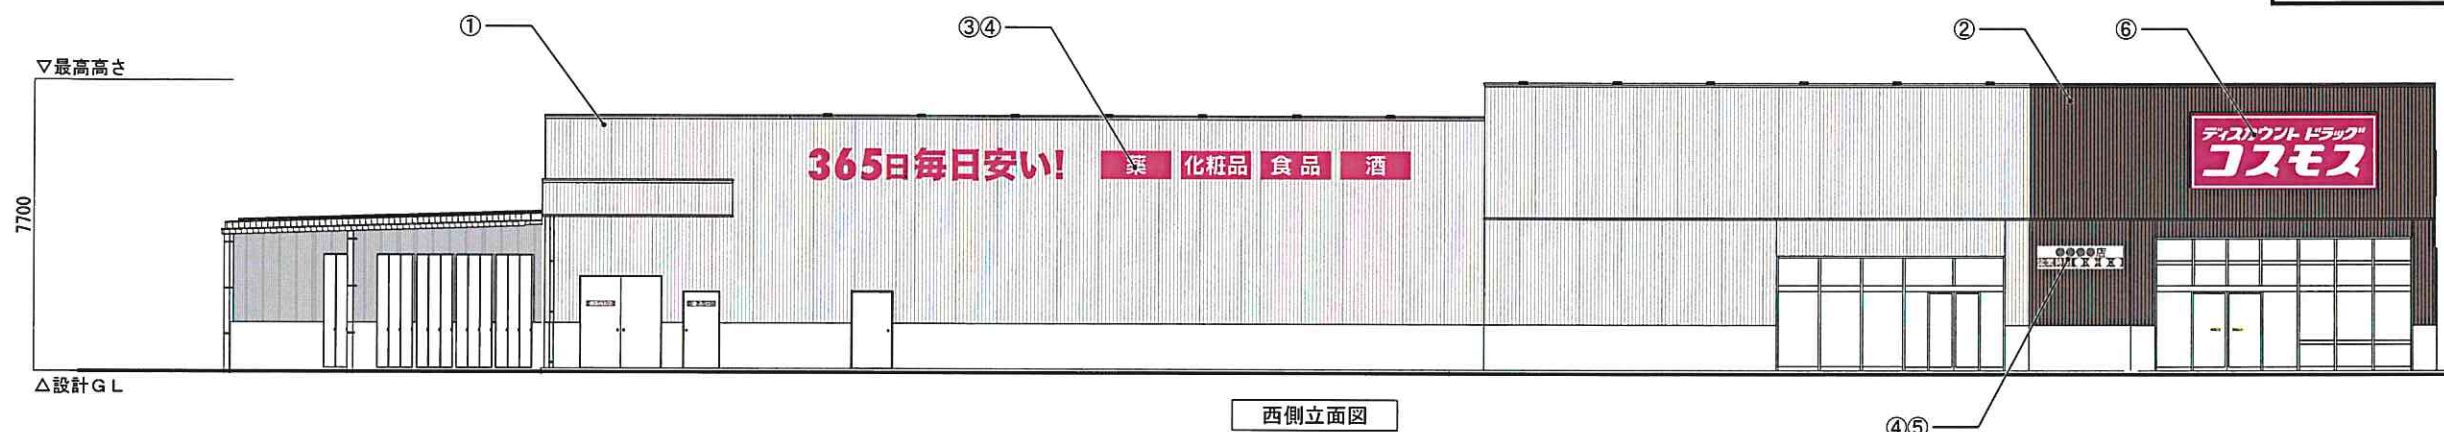 ① ③④ ② ⑥
▽最高高さ
7700
365日毎日安い! 薬 化粧品 食品 酒
ディスカウント ドラッグ
コスモス
●●●●店
△設計GL
西側立面図
④⑤